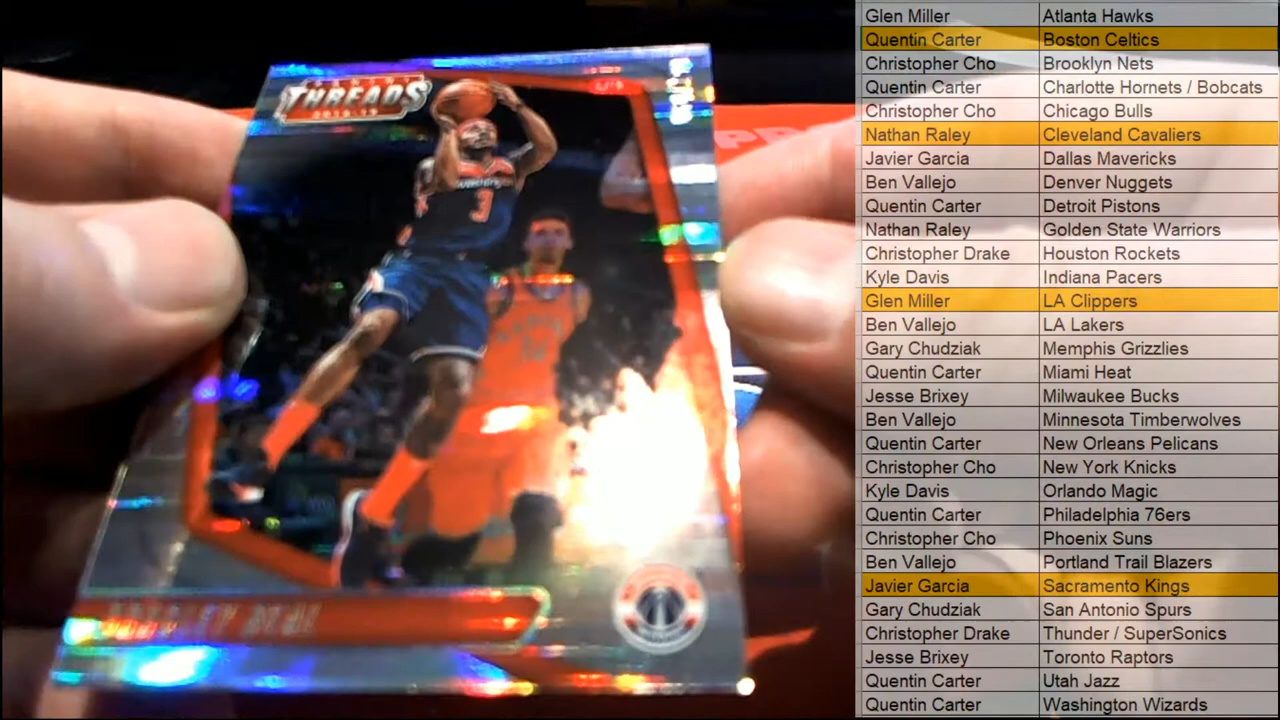 PANINI
THREADS
2018-19
3
BRADLEY BEAL
Glen Miller Atlanta Hawks
Quentin Carter Boston Celtics
Christopher Cho Brooklyn Nets
Quentin Carter Charlotte Hornets / Bobcats
Christopher Cho Chicago Bulls
Nathan Raley Cleveland Cavaliers
Javier Garcia Dallas Mavericks
Ben Vallejo Denver Nuggets
Quentin Carter Detroit Pistons
Nathan Raley Golden State Warriors
Christopher Drake Houston Rockets
Kyle Davis Indiana Pacers
Glen Miller LA Clippers
Ben Vallejo LA Lakers
Gary Chudziak Memphis Grizzlies
Quentin Carter Miami Heat
Jesse Brixey Milwaukee Bucks
Ben Vallejo Minnesota Timberwolves
Quentin Carter New Orleans Pelicans
Christopher Cho New York Knicks
Kyle Davis Orlando Magic
Quentin Carter Philadelphia 76ers
Christopher Cho Phoenix Suns
Ben Vallejo Portland Trail Blazers
Javier Garcia Sacramento Kings
Gary Chudziak San Antonio Spurs
Christopher Drake Thunder / SuperSonics
Jesse Brixey Toronto Raptors
Quentin Carter Utah Jazz
Quentin Carter Washington Wizards